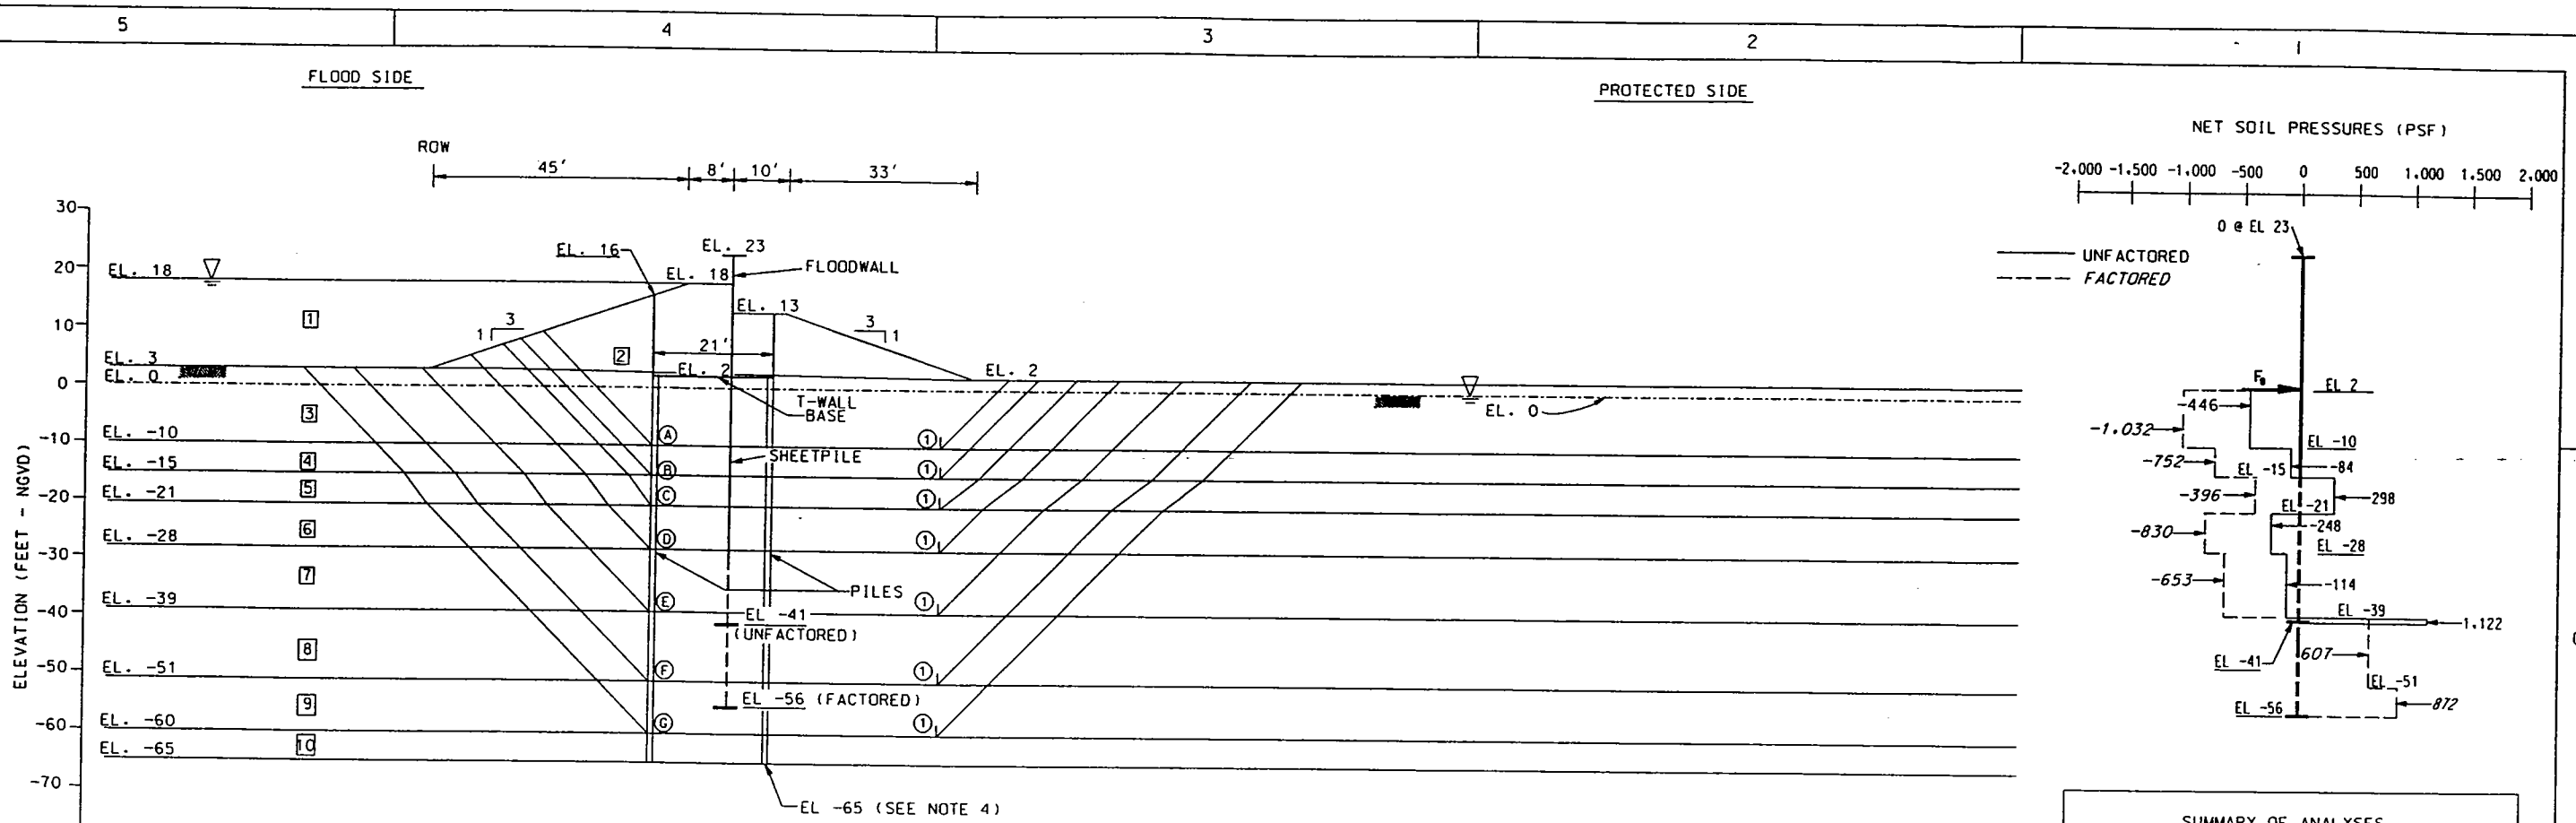 5 4 3 2 1
FLOOD SIDE
PROTECTED SIDE
NET SOIL PRESSURES (PSF)
ROW
45' 8' 10' 33'
-2,000 -1,500 -1,000 -500 0 500 1,000 1,500 2,000
0 @ EL 23
UNFACTORED
FACTORED
ELEVATION (FEET - NGVD)
30
20
10
0
-10
-20
-30
-40
-50
-60
-70
EL. 16
EL. 23
EL. 18
EL. 18
FLOODWALL
EL. 13
1
3
1
3
1
2
21'
EL. 3
EL. 0
EL. 2
EL. 2
T-WALL
BASE
EL. 0
3
EL. -10
A
1
SHEETPILE
4
EL. -15
B
1
5
EL. -21
C
1
6
EL. -28
D
1
7
PILES
EL. -39
E
1
EL -41
(UNFACTORED)
8
EL. -51
F
1
EL -56 (FACTORED)
9
EL. -60
G
1
10
EL. -65
EL -65 (SEE NOTE 4)
EL 2
-446
-1.032
EL -10
-752
EL -15
-84
-396
298
EL -21
-248
-830
EL -28
-653
-114
EL -39
1,122
EL -41
607
EL -51
EL -56
872
SUMMARY OF ANALYSES